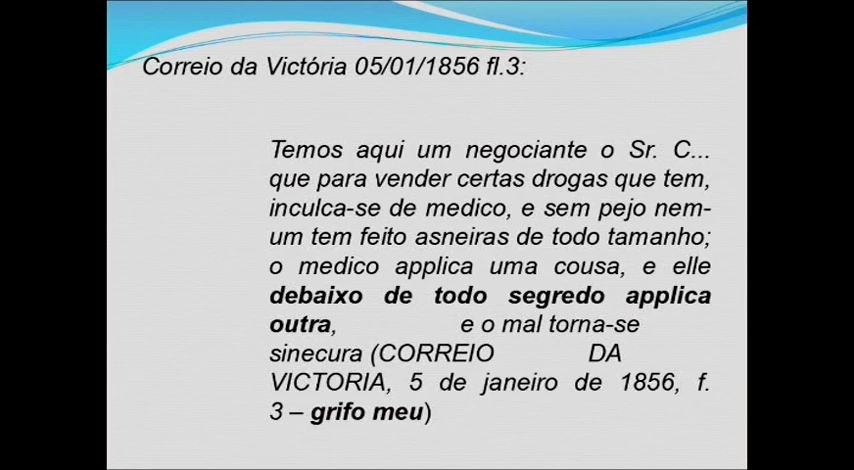 Correio da Victória 05/01/1856 fl.3:
Temos aqui um negociante o Sr. C...
que para vender certas drogas que tem,
inculca-se de medico, e sem pejo nem-
um tem feito asneiras de todo tamanho;
o medico applica uma cousa, e elle
debaixo de todo segredo applica
outra, e o mal torna-se
sinecura (CORREIO DA
VICTORIA, 5 de janeiro de 1856, f.
3 – grifo meu)